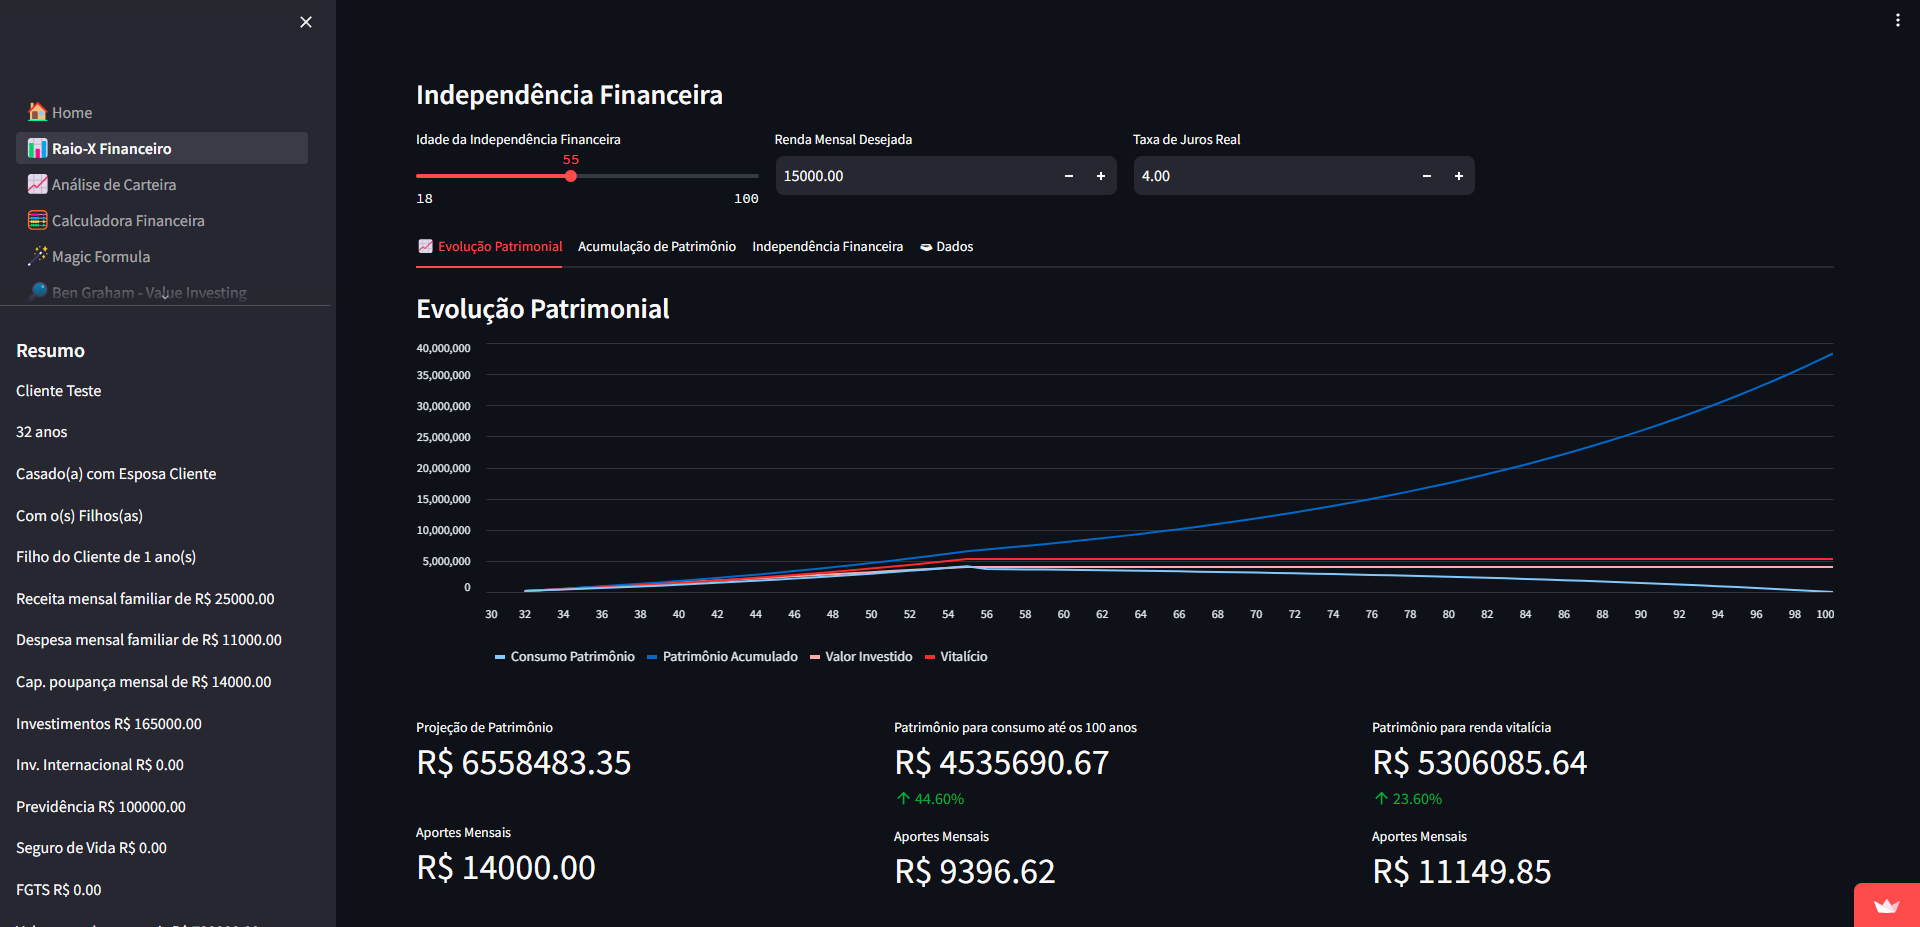 Home
Raio-X Financeiro
Análise de Carteira
Calculadora Financeira
Magic Formula
Ben Graham - Value Investing
Resumo
Cliente Teste
32 anos
Casado(a) com Esposa Cliente
Com o(s) Filhos(as)
Filho do Cliente de 1 ano(s)
Receita mensal familiar de R$ 25000.00
Despesa mensal familiar de R$ 11000.00
Cap. poupança mensal de R$ 14000.00
Investimentos R$ 165000.00
Inv. Internacional R$ 0.00
Previdência R$ 100000.00
Seguro de Vida R$ 0.00
FGTS R$ 0.00
Independência Financeira
Idade da Independência Financeira
55
18 100
Renda Mensal Desejada
15000.00
Taxa de Juros Real
4.00
Evolução Patrimonial Acumulação de Patrimônio Independência Financeira Dados
Evolução Patrimonial
40,000,000
35,000,000
30,000,000
25,000,000
20,000,000
15,000,000
10,000,000
5,000,000
0
30 32 34 36 38 40 42 44 46 48 50 52 54 56 58 60 62 64 66 68 70 72 74 76 78 80 82 84 86 88 90 92 94 96 98 100
Consumo Patrimônio Patrimônio Acumulado Valor Investido Vitalício
Projeção de Patrimônio
R$ 6558483.35
Aportes Mensais
R$ 14000.00
Patrimônio para consumo até os 100 anos
R$ 4535690.67
↑ 44.60%
Aportes Mensais
R$ 9396.62
Patrimônio para renda vitalícia
R$ 5306085.64
↑ 23.60%
Aportes Mensais
R$ 11149.85